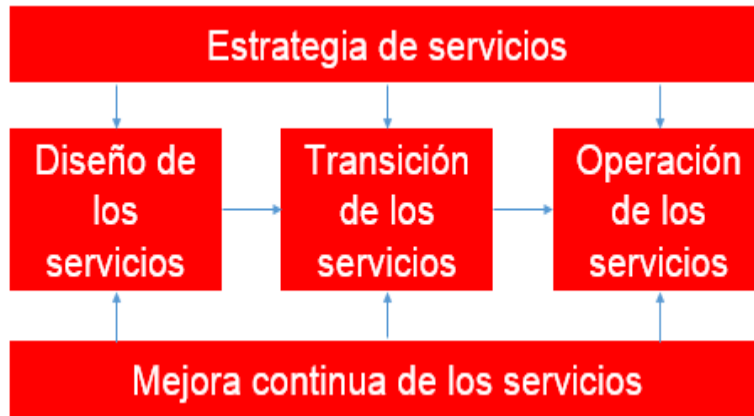 Estrategia de servicios
Diseño de
los
servicios
Transición
de los
servicios
Operación
de los
servicios
Mejora continua de los servicios